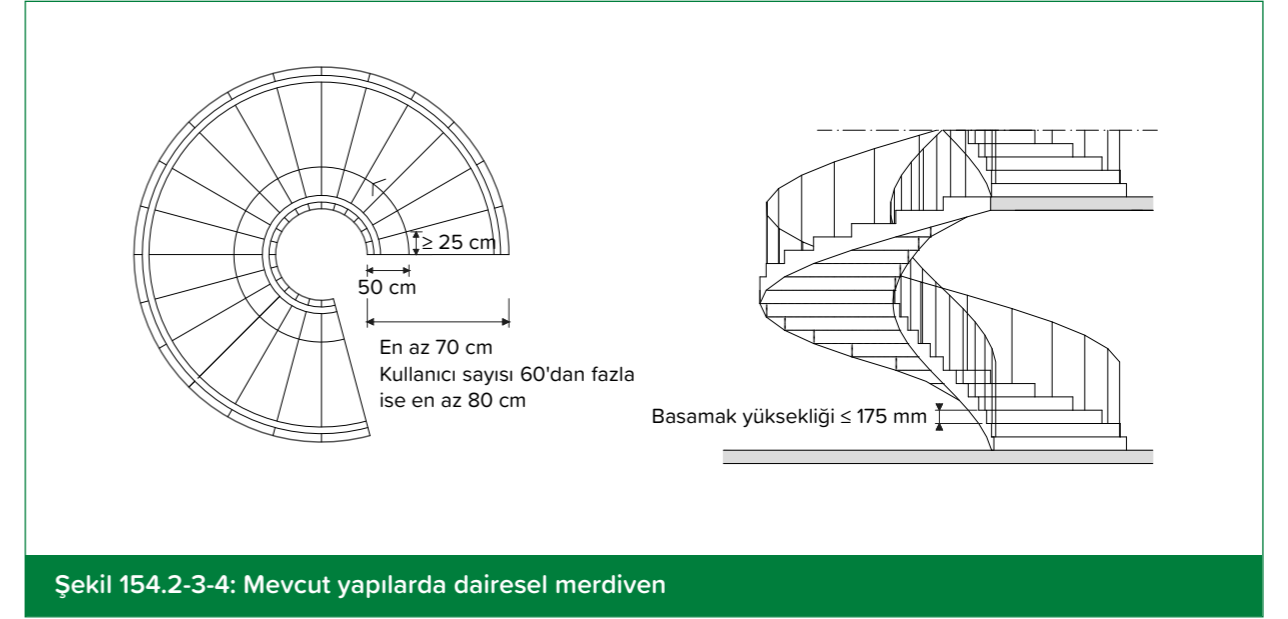 ≥ 25 cm
50 cm
En az 70 cm
Kullanıcı sayısı 60'dan fazla
ise en az 80 cm
Basamak yüksekliği ≤ 175 mm
Şekil 154.2-3-4: Mevcut yapılarda dairesel merdiven